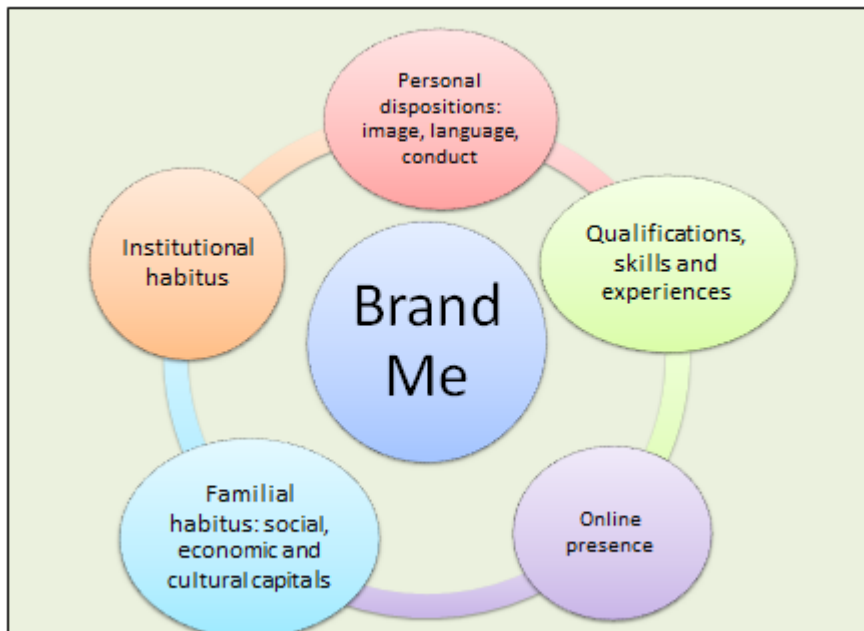 Personal
dispositions:
image, language,
conduct
Qualifications,
skills and
experiences
Online
presence
Familial
habitus: social,
economic and
cultural capitals
Institutional
habitus
Brand
Me